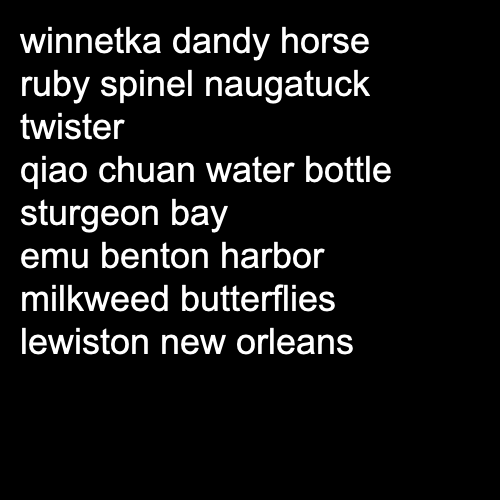 winnetka dandy horse
ruby spinel naugatuck
twister
qiao chuan water bottle
sturgeon bay
emu benton harbor
milkweed butterflies
lewiston new orleans